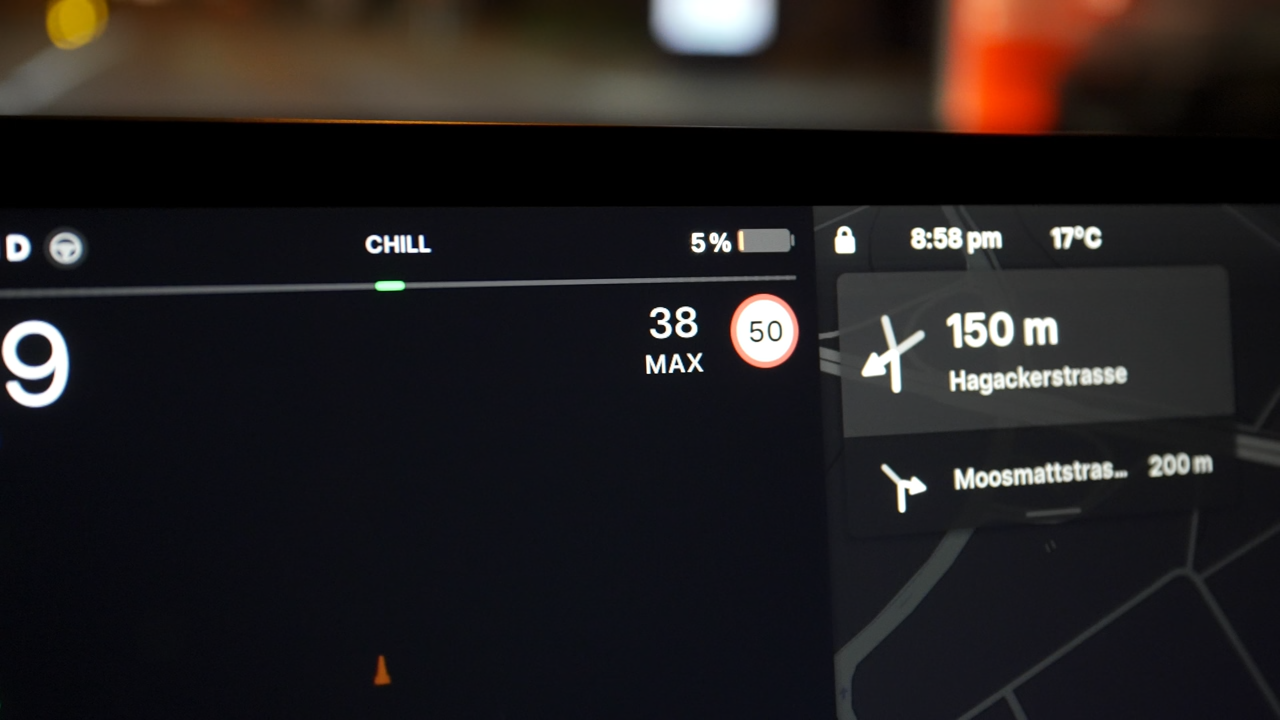 D
CHILL
5%
8:58 pm
17°C
9
38
MAX
50
150 m
Hagackerstrasse
Moosmattstras... 200 m